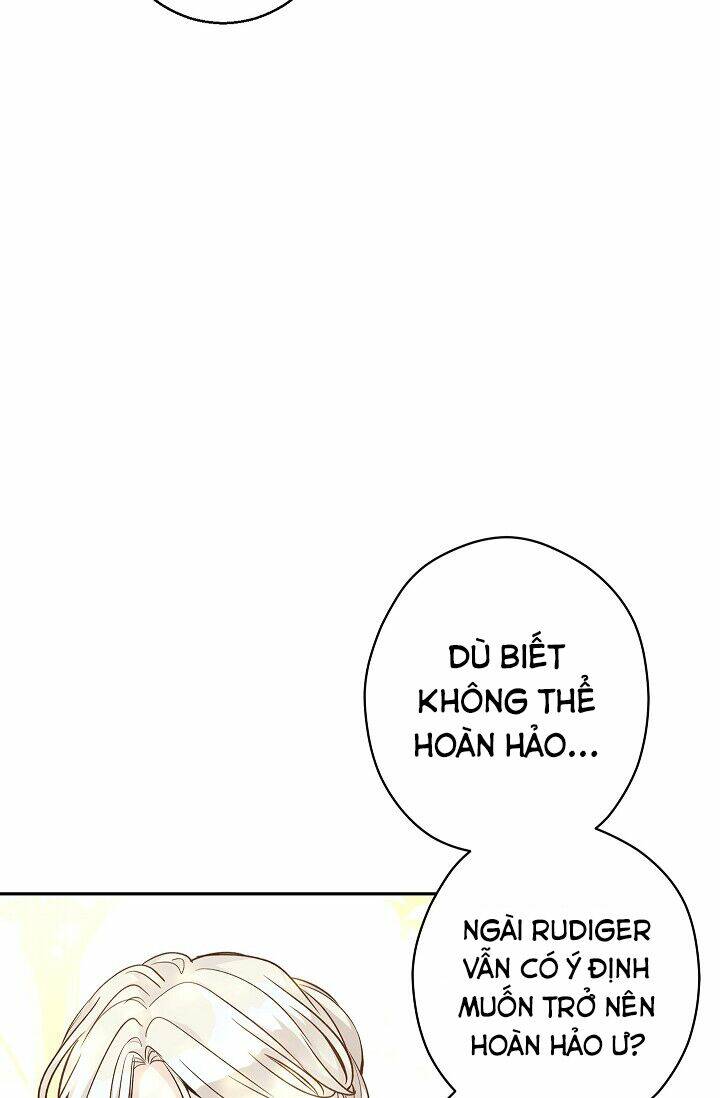 DÙ BIẾT
KHÔNG THỂ
HOÀN HẢO...
NGÀI RUDIGER
VẪN CÓ Ý ĐỊNH
MUỐN TRỞ NÊN
HOÀN HẢO Ư?